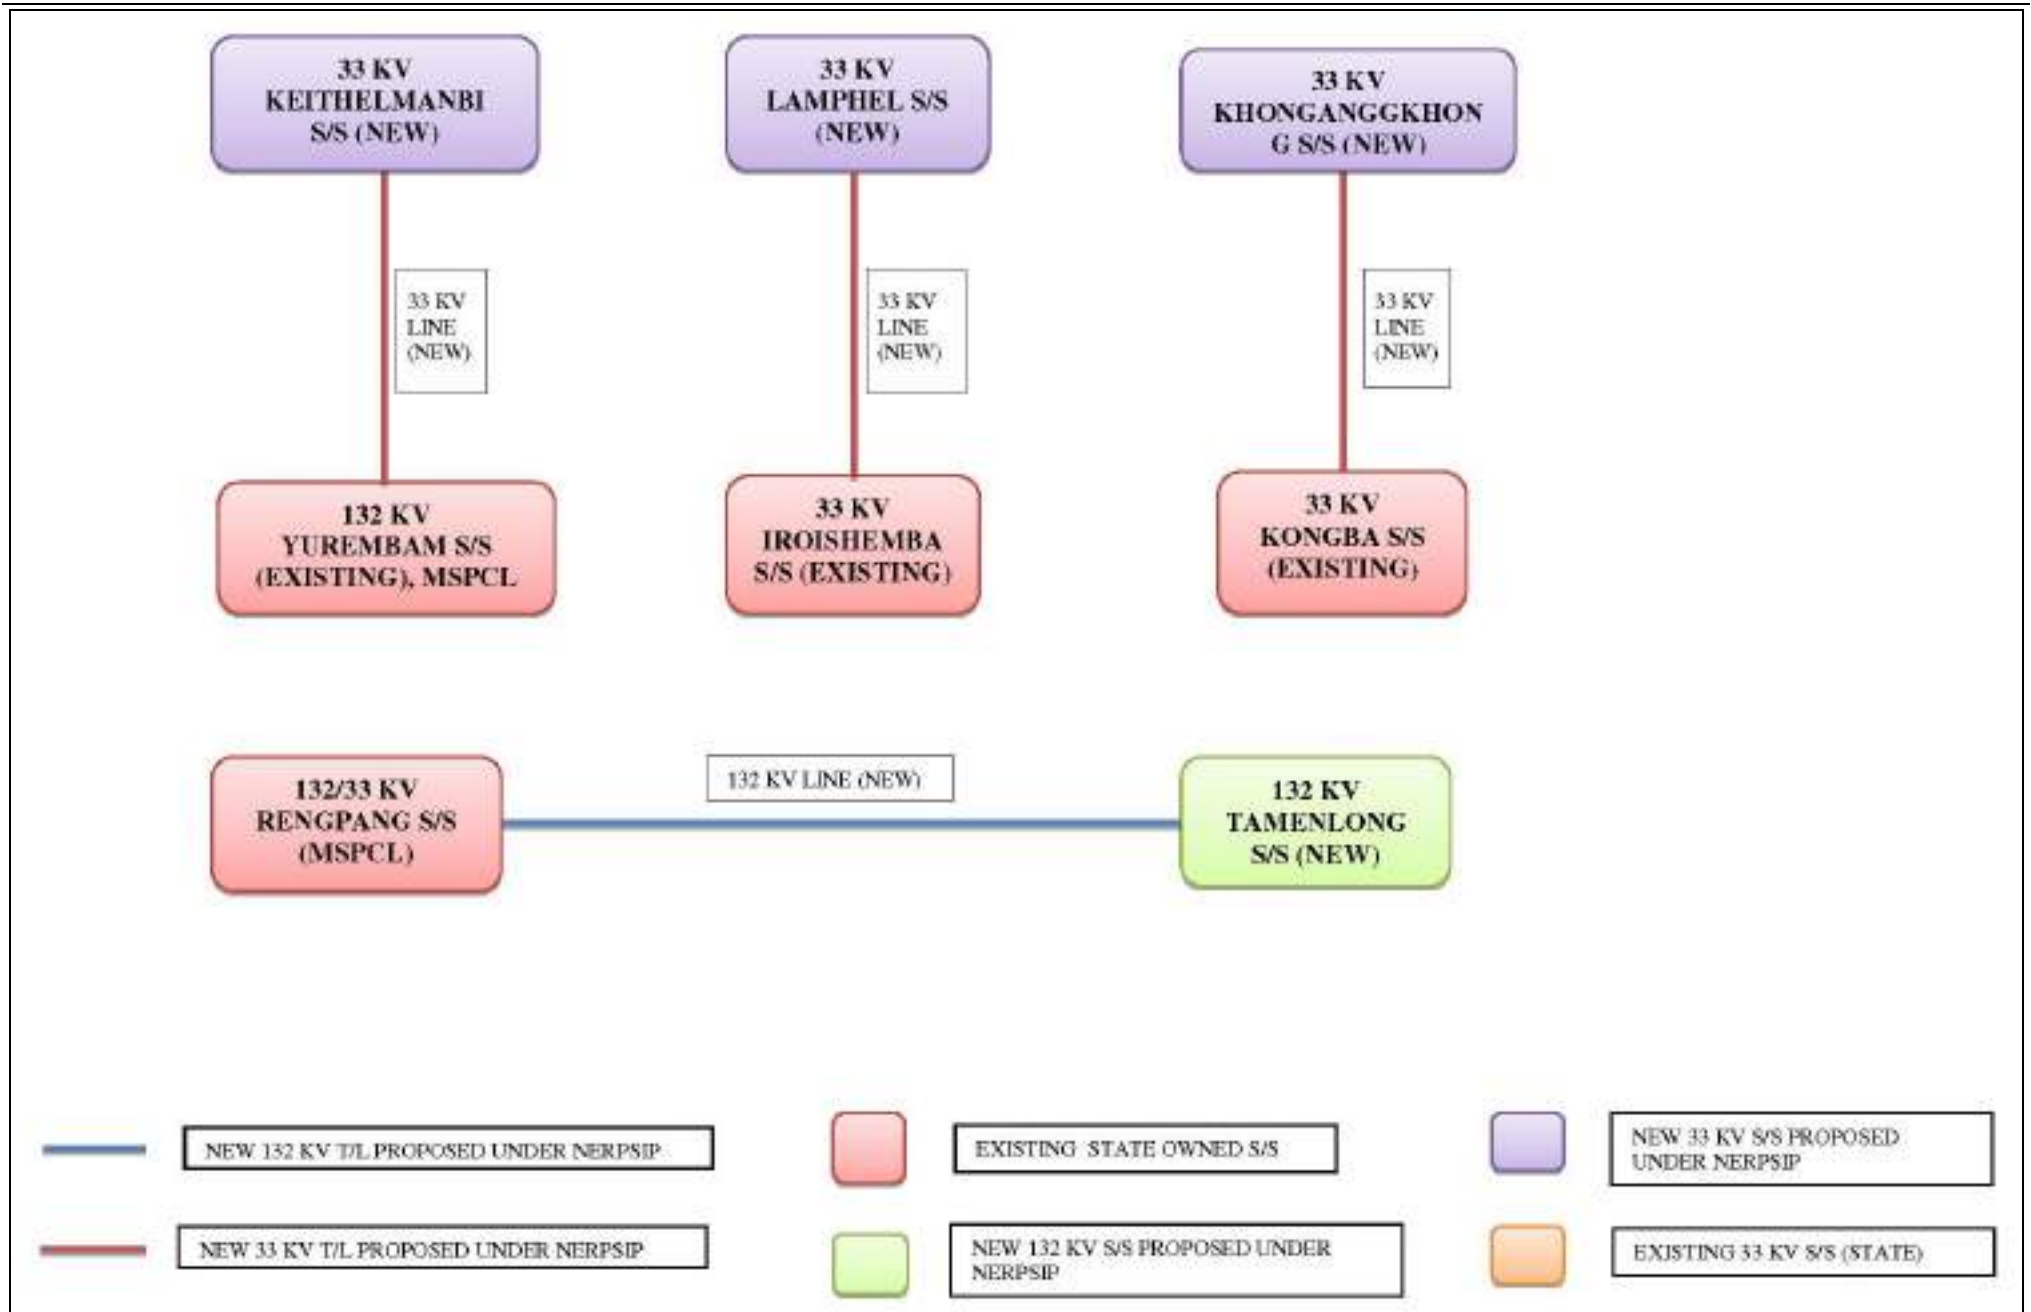 33 KV
KEITHELMANBI
S/S (NEW)
33 KV
LAMPHEL S/S
(NEW)
33 KV
KHONGANGGKHON
G S/S (NEW)
33 KV
LINE
(NEW)
33 KV
LINE
(NEW)
33 KV
LINE
(NEW)
132 KV
YUREMBAM S/S
(EXISTING), MSPCL
33 KV
IROISHEMBA
S/S (EXISTING)
33 KV
KONGBA S/S
(EXISTING)
132/33 KV
RENGPANG S/S
(MSPCL)
132 KV LINE (NEW)
132 KV
TAMENLONG
S/S (NEW)
NEW 132 KV T/L PROPOSED UNDER NERPSIP
EXISTING STATE OWNED S/S
NEW 33 KV S/S PROPOSED
UNDER NERPSIP
NEW 33 KV T/L PROPOSED UNDER NERPSIP
NEW 132 KV S/S PROPOSED UNDER
NERPSIP
EXISTING 33 KV S/S (STATE)